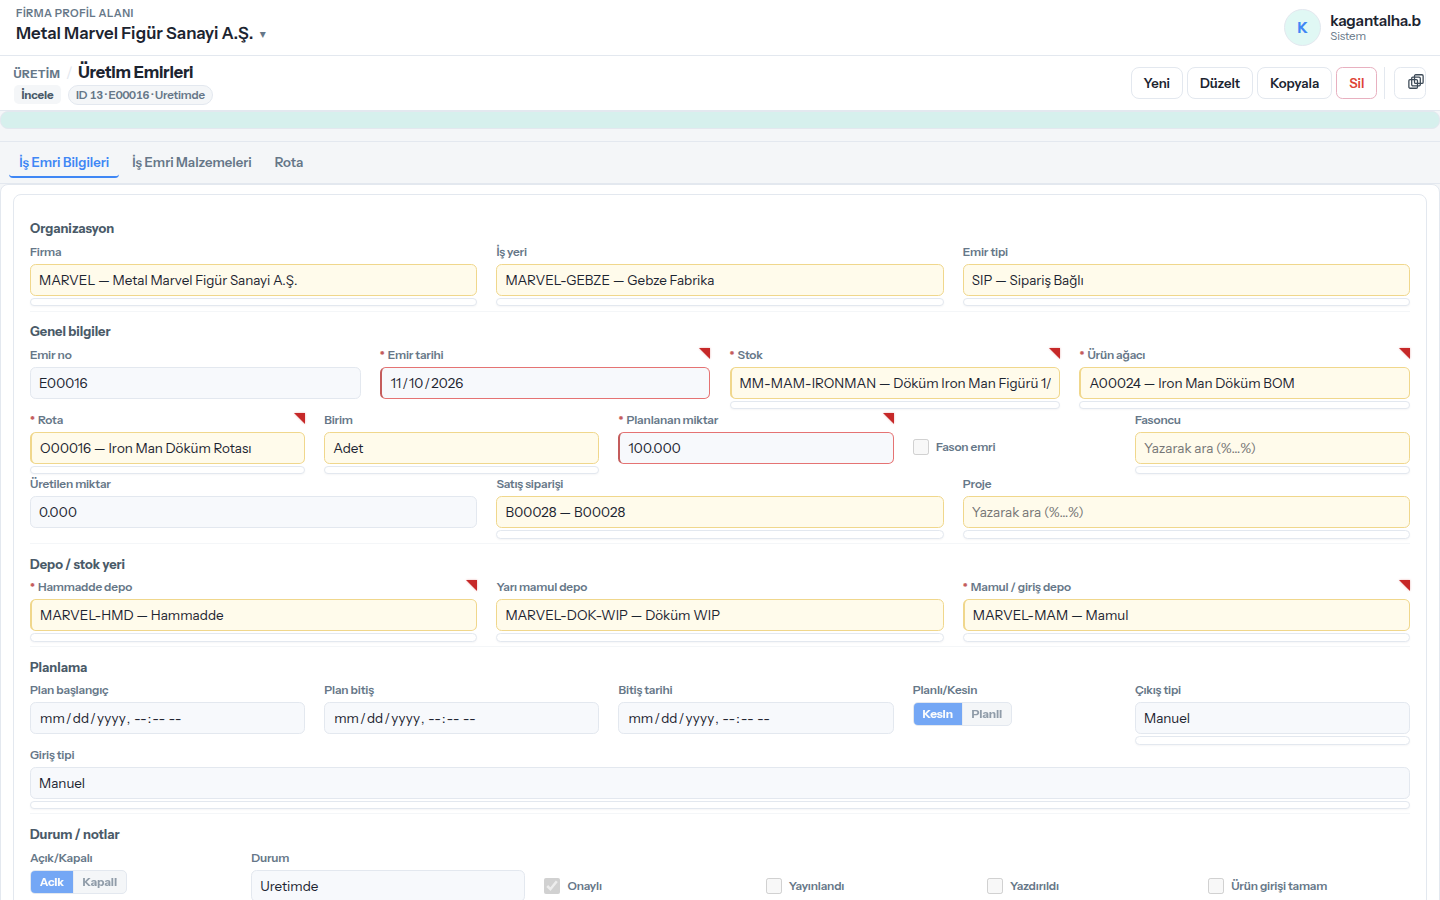 FİRMA PROFİL ALANI
Metal Marvel Figür Sanayi A.Ş. ▾
K
kagantalha.b
Sistem
ÜRETİM / Üretim Emirleri
İncele ID 13·E00016·Uretimde
Yeni Düzelt Kopyala Sil
İş Emri Bilgileri İş Emri Malzemeleri Rota
Organizasyon
Firma İş yeri Emir tipi
MARVEL — Metal Marvel Figür Sanayi A.Ş. MARVEL-GEBZE — Gebze Fabrika SIP — Sipariş Bağlı
Genel bilgiler
Emir no * Emir tarihi * Stok * Ürün ağacı
E00016 11/10/2026 MM-MAM-IRONMAN — Döküm Iron Man Figürü 1/ A00024 — Iron Man Döküm BOM
* Rota Birim * Planlanan miktar Fasoncu
O00016 — Iron Man Döküm Rotası Adet 100.000 Fason emri Yazarak ara (%...%)
Üretilen miktar Satış siparişi Proje
0.000 B00028 — B00028 Yazarak ara (%...%)
Depo / stok yeri
* Hammadde depo Yarı mamul depo * Mamul / giriş depo
MARVEL-HMD — Hammadde MARVEL-DOK-WIP — Döküm WIP MARVEL-MAM — Mamul
Planlama
Plan başlangıç Plan bitiş Bitiş tarihi Planlı/Kesin Çıkış tipi
mm/dd/yyyy, --:-- -- mm/dd/yyyy, --:-- -- mm/dd/yyyy, --:-- -- Kesin Planlı Manuel
Giriş tipi
Manuel
Durum / notlar
Açık/Kapalı Durum
Acik Kapali Uretimde Onaylı Yayınlandı Yazdırıldı Ürün girişi tamam